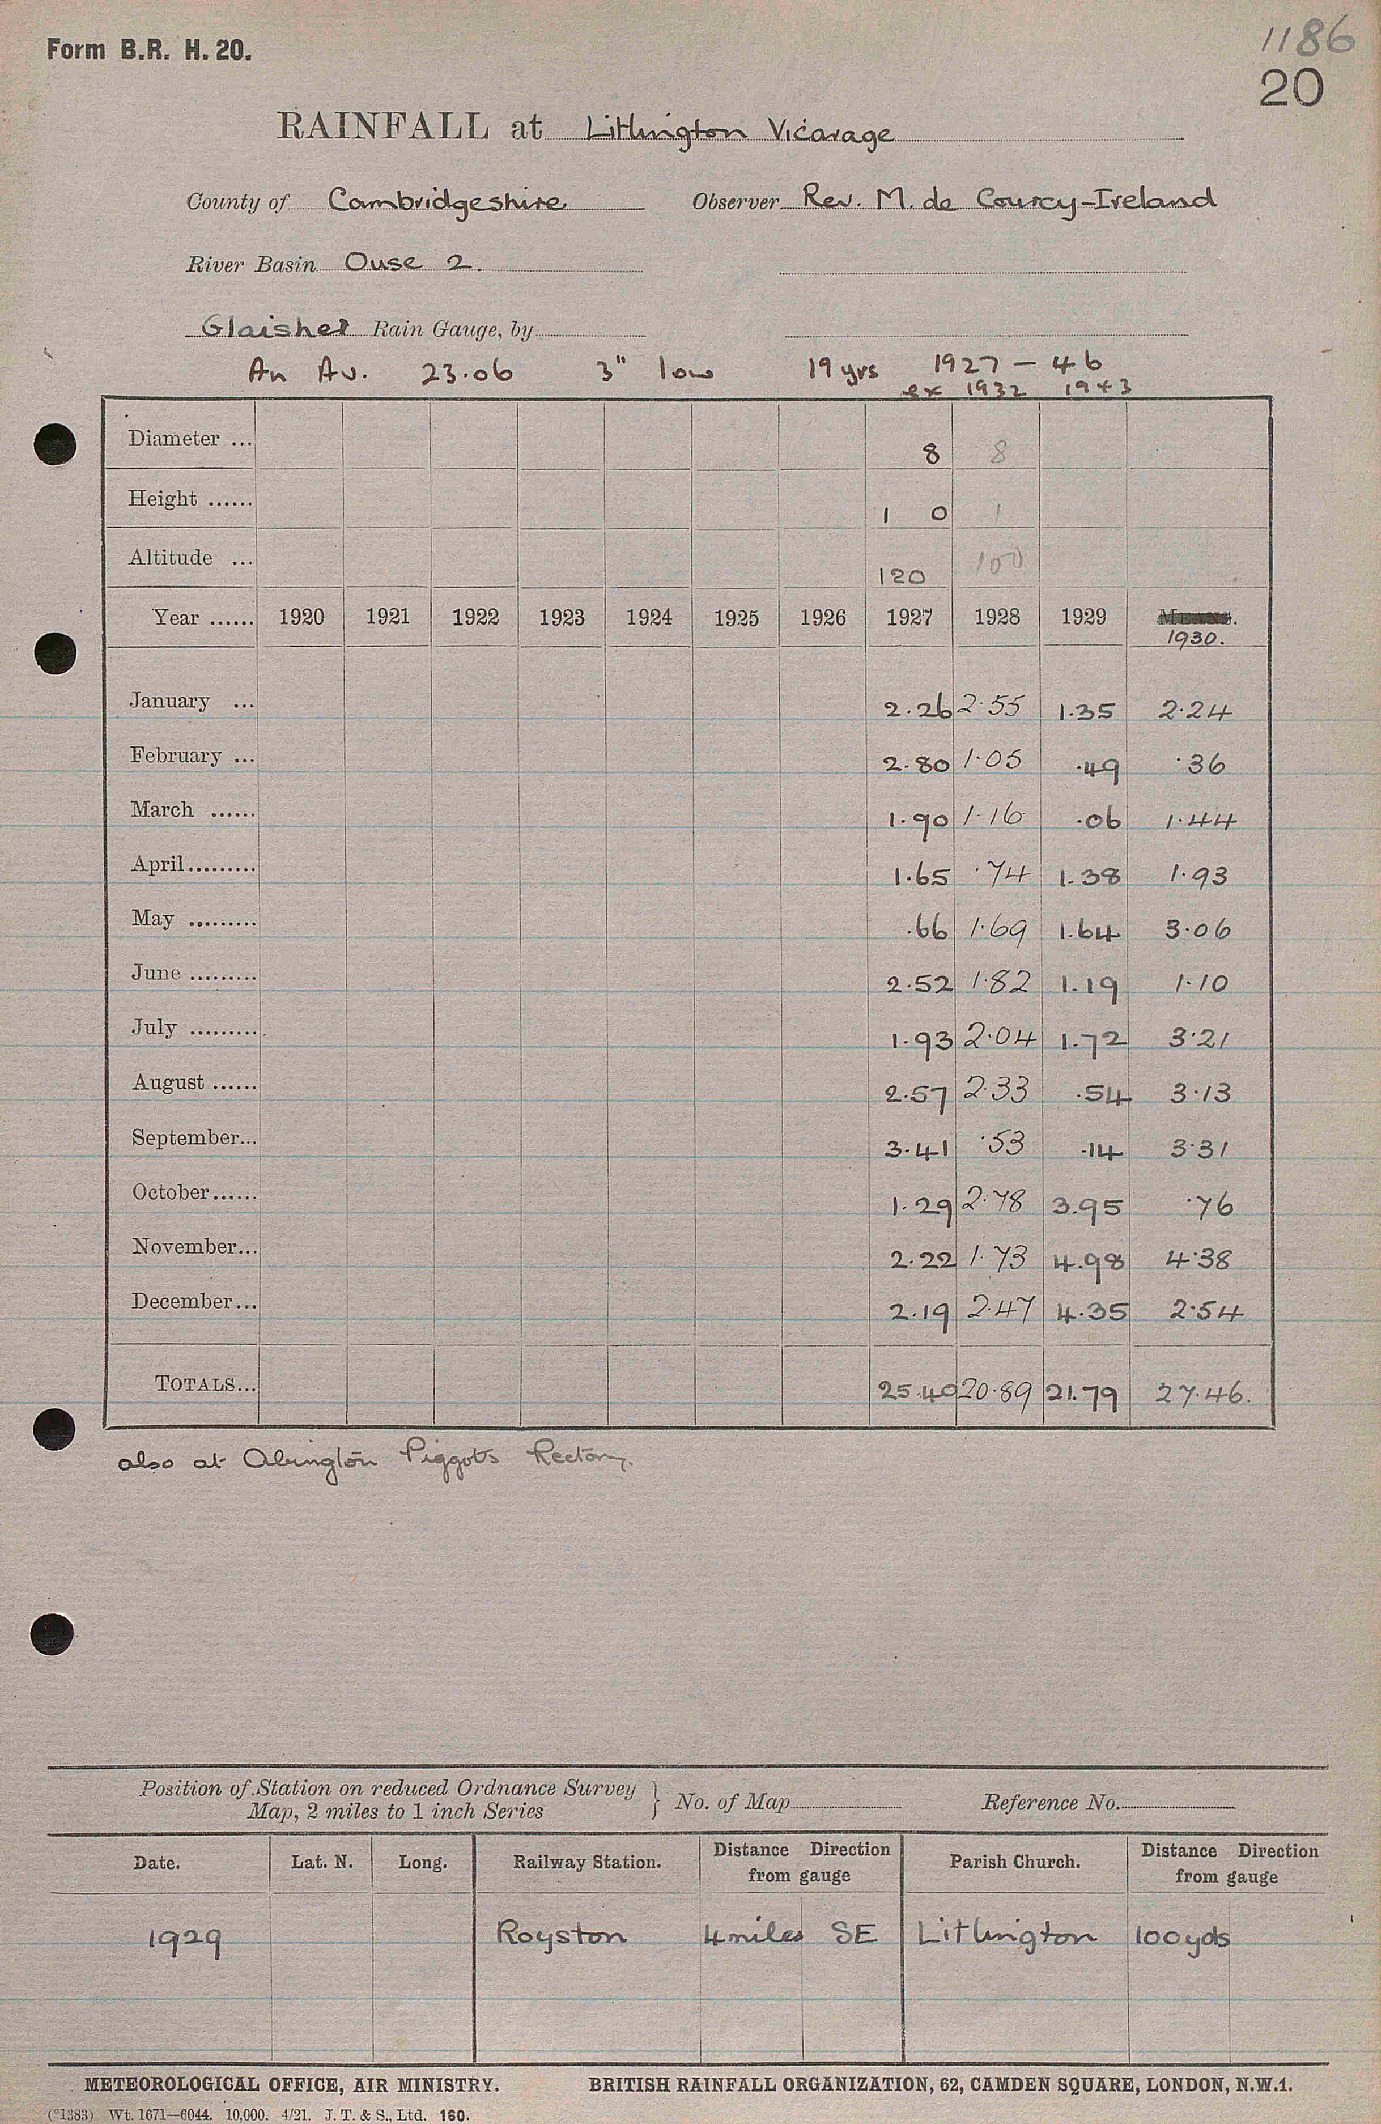 Form B.R. H. 20.
1186
20
RAINFALL at Litlington Vicarage
County of Cambridgeshire Observer Rev. M. de Courcy-Ireland
River Basin Ouse 2.
Glaisher Rain Gauge, by
An Av. 23.06 3" low 19 yrs 1927 - 46
ex 1932 1943
Diameter ... 8 8
Height ...... 1 0 1
Altitude ... 120 100
Year ...... 1920 1921 1922 1923 1924 1925 1926 1927 1928 1929
1930.
January ... 2.26 2.55 1.35 2.24
February ... 2.80 1.05 .49 .36
March ...... 1.90 1.16 .06 1.44
April ......... 1.65 .74 1.38 1.93
May ......... .66 1.69 1.64 3.06
June ......... 2.52 1.82 1.19 1.10
July ......... 1.93 2.04 1.72 3.21
August ...... 2.57 2.33 .54 3.13
September... 3.41 .53 .14 3.31
October...... 1.29 2.78 3.95 .76
November... 2.22 1.73 4.98 4.38
December... 2.19 2.47 4.35 2.54
TOTALS... 25.40 20.89 21.79 27.46.
also at Abington Piggots Rectory.
Position of Station on reduced Ordnance Survey
Map, 2 miles to 1 inch Series } No. of Map Reference No.
Date. Lat. N. Long. Railway Station. Distance Direction from gauge Parish Church. Distance Direction from gauge
1929 Royston 4 miles SE Litlington 100 yds
METEOROLOGICAL OFFICE, AIR MINISTRY. BRITISH RAINFALL ORGANIZATION, 62, CAMDEN SQUARE, LONDON, N.W.1.
(*1383) Wt. 1671—6044. 10,000. 4/21. J. T. & S., Ltd. 160.